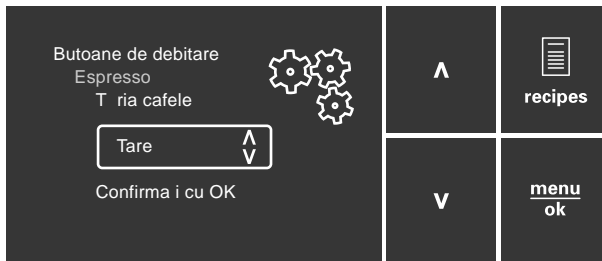 Butoane de debitare
Espresso
T ria cafele
Tare
Confirma i cu OK
recipes
menu
ok